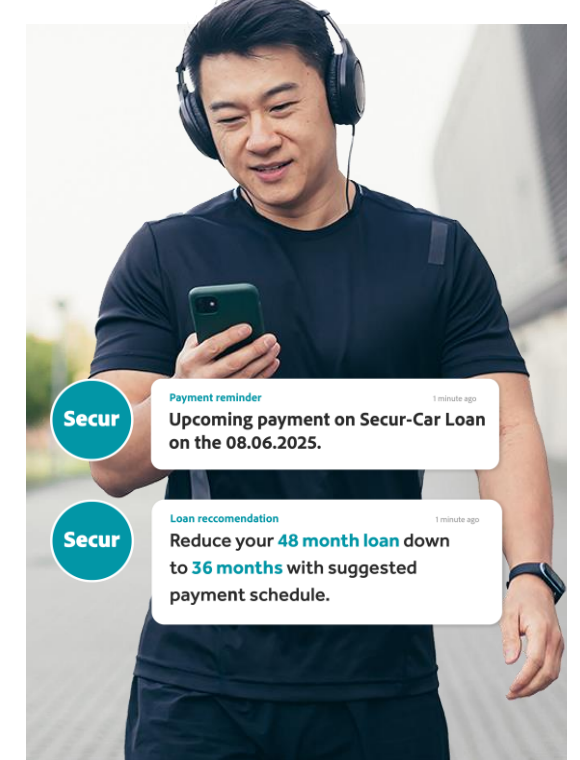 Secur
Payment reminder
1 minute ago
Upcoming payment on Secur-Car Loan
on the 08.06.2025.
Secur
Loan reccomendation
1 minute ago
Reduce your 48 month loan down
to 36 months with suggested
payment schedule.